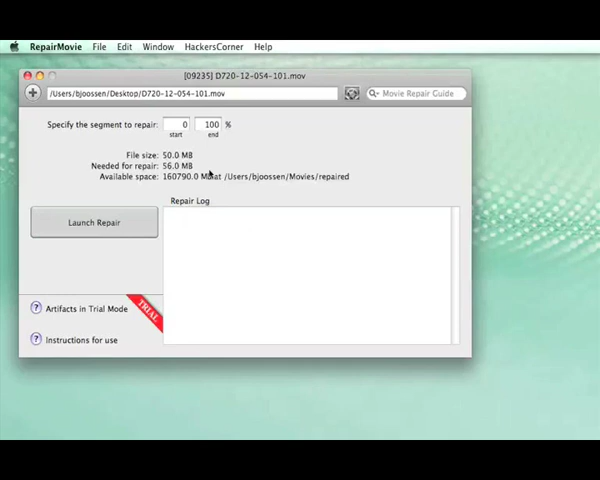 RepairMovie File Edit Window HackersCorner Help
[09235] D720-12-054-101.mov
/Users/bjoossen/Desktop/D720-12-054-101.mov
Movie Repair Guide
Specify the segment to repair: 0 100 %
start end
File size: 50.0 MB
Needed for repair: 56.0 MB
Available space: 160790.0 MB at /Users/bjoossen/Movies/repaired
Repair Log
Launch Repair
TRIAL
? Artifacts in Trial Mode
? Instructions for use